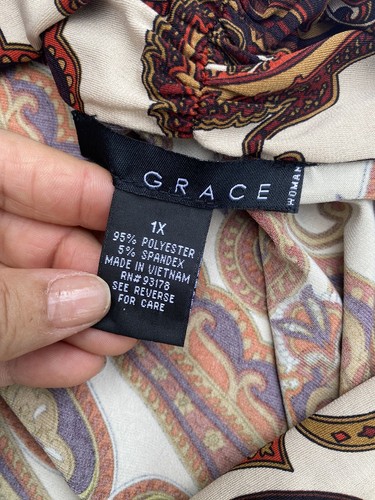 GRACE
WOMAN
1X
95% POLYESTER
5% SPANDEX
MADE IN VIETNAM
RN# 93178
SEE REVERSE
FOR CARE